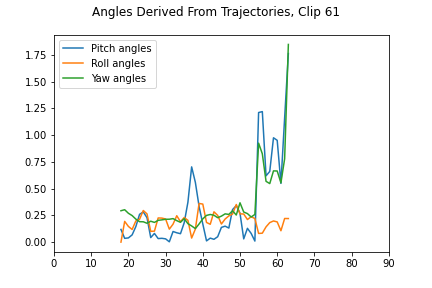 Angles Derived From Trajectories, Clip 61
Pitch angles
Roll angles
Yaw angles
1.75
1.50
1.25
1.00
0.75
0.50
0.25
0.00
0 10 20 30 40 50 60 70 80 90